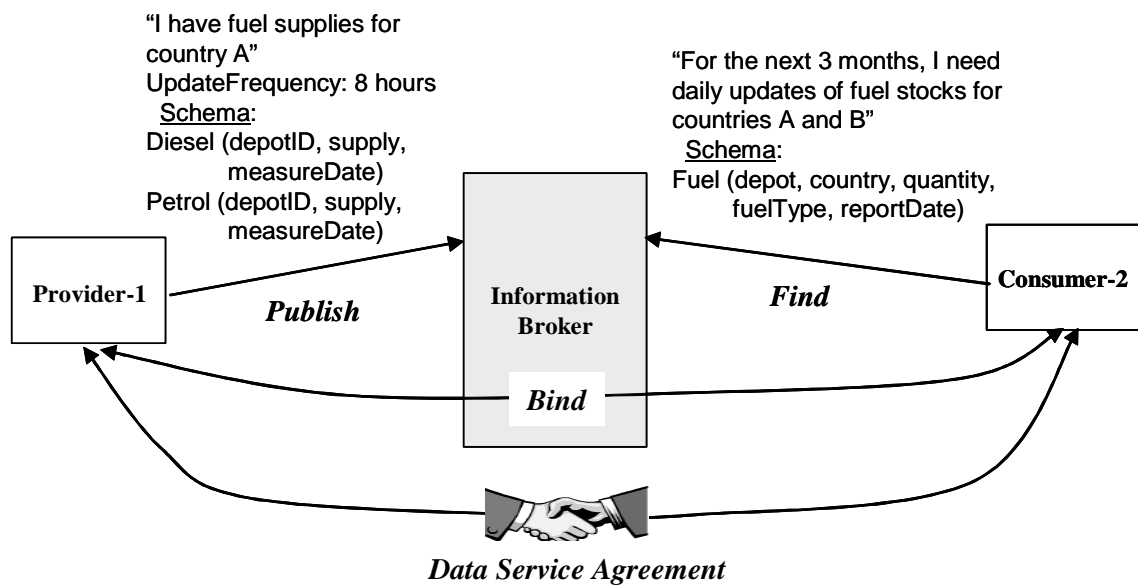 “I have fuel supplies for
country A”
UpdateFrequency: 8 hours
Schema:
Diesel (depotID, supply,
measureDate)
Petrol (depotID, supply,
measureDate)
“For the next 3 months, I need
daily updates of fuel stocks for
countries A and B”
Schema:
Fuel (depot, country, quantity,
fuelType, reportDate)
Provider-1
Publish
Information
Broker
Find
Consumer-2
Bind
Data Service Agreement